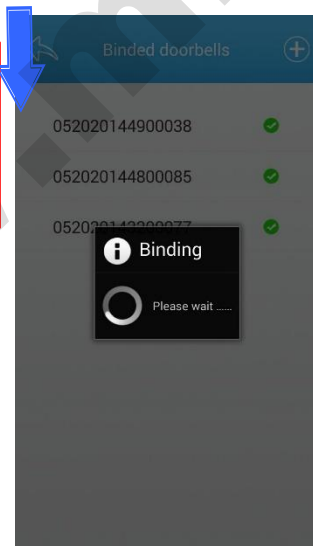 Binded doorbells
052020144900038
052020144800085
Binding
Please wait ......